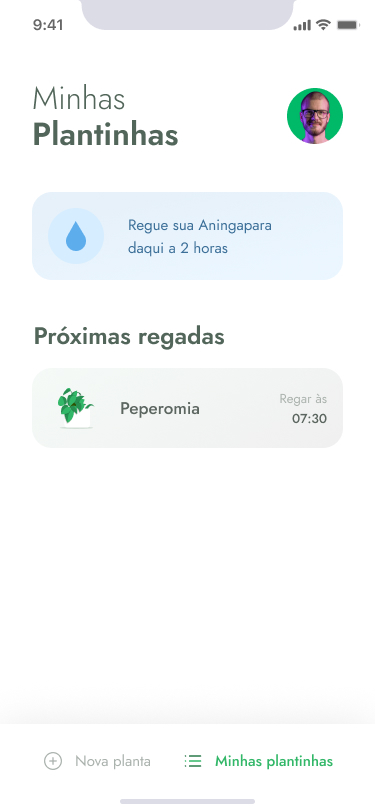 9:41
Minhas
Plantinhas
Regue sua Aningapara
daqui a 2 horas
Próximas regadas
Peperomia
Regar às
07:30
Nova planta
Minhas plantinhas